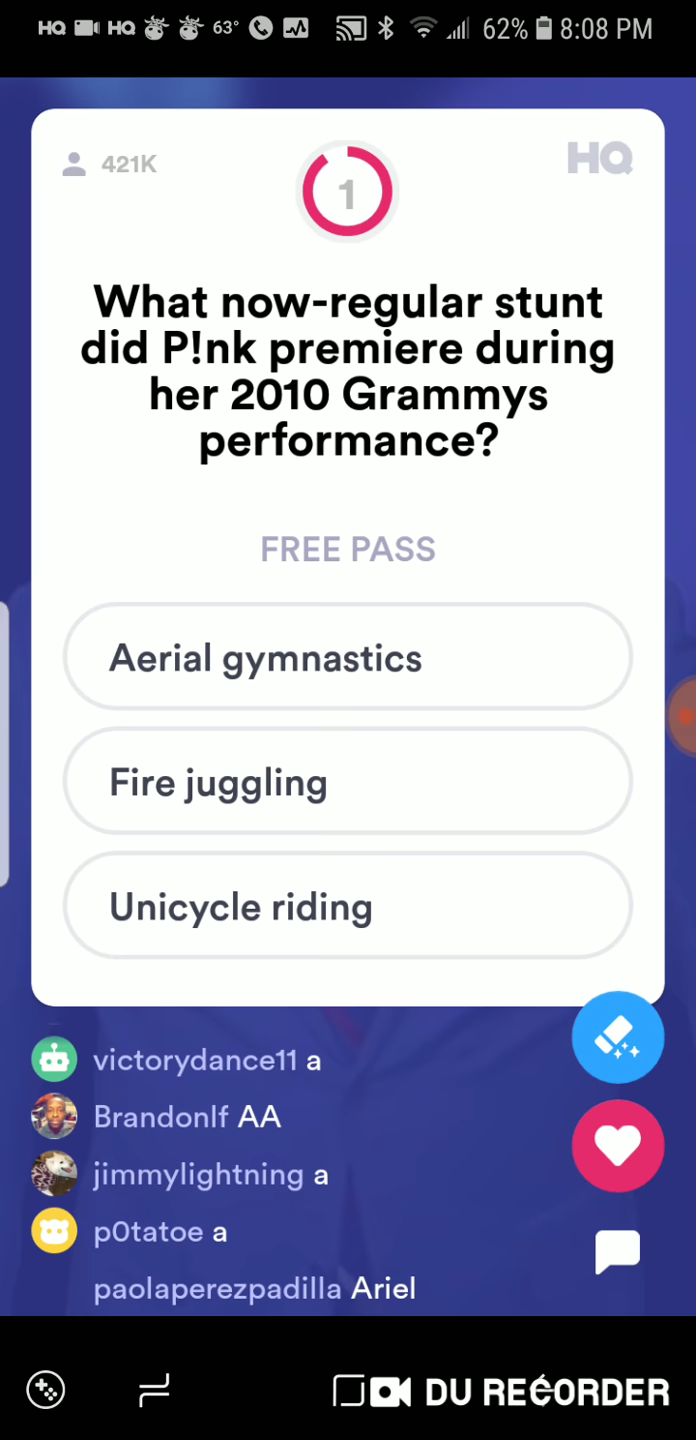 HQ HQ 63° 62% 8:08 PM
421K 1 HQ
What now-regular stunt
did P!nk premiere during
her 2010 Grammys
performance?
FREE PASS
Aerial gymnastics
Fire juggling
Unicycle riding
victorydance11 a
Brandonlf AA
jimmylightning a
p0tatoe a
paolaperezpadilla Ariel
DU RECORDER